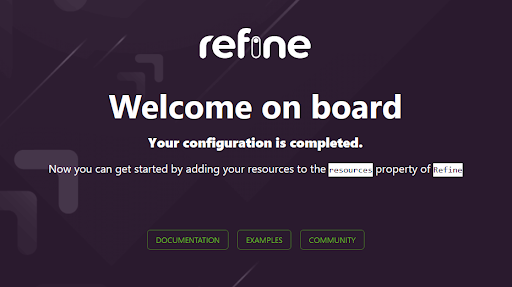 refine
Welcome on board
Your configuration is completed.
Now you can get started by adding your resources to the resources property of Refine
DOCUMENTATION
EXAMPLES
COMMUNITY